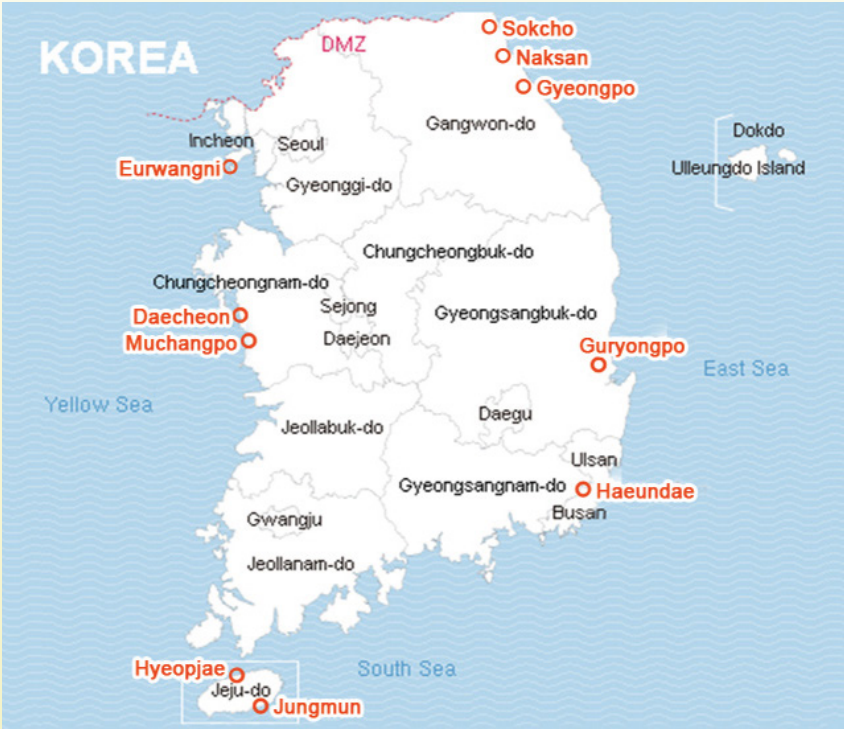 KOREA
DMZ
Sokcho
Naksan
Gyeongpo
Gangwon-do
Dokdo
Incheon
Seoul
Ulleungdo Island
Eurwangni
Gyeonggi-do
Chungcheongbuk-do
Chungcheongnam-do
Sejong
Gyeongsangbuk-do
Daecheon
Daejeon
Muchangpo
Guryongpo
East Sea
Yellow Sea
Daegu
Jeollabuk-do
Ulsan
Gyeongsangnam-do
Haeundae
Busan
Gwangju
Jeollanam-do
Hyeopjae
South Sea
Jeju-do
Jungmun